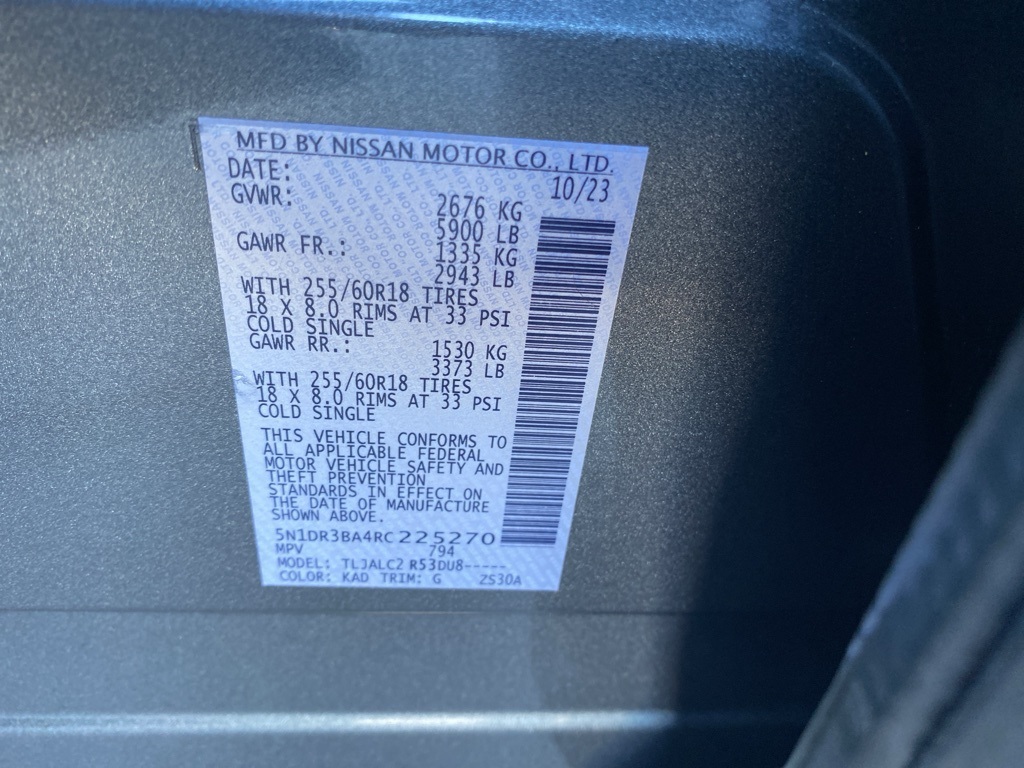 MFD BY NISSAN MOTOR CO., LTD.
DATE: 10/23
GVWR: 2676 KG
5900 LB
GAWR FR.: 1335 KG
2943 LB
WITH 255/60R18 TIRES
18 X 8.0 RIMS AT 33 PSI
COLD SINGLE
GAWR RR.: 1530 KG
3373 LB
WITH 255/60R18 TIRES
18 X 8.0 RIMS AT 33 PSI
COLD SINGLE
THIS VEHICLE CONFORMS TO
ALL APPLICABLE FEDERAL
MOTOR VEHICLE SAFETY AND
THEFT PREVENTION
STANDARDS IN EFFECT ON
THE DATE OF MANUFACTURE
SHOWN ABOVE.
5N1DR3BA4RC225270
MPV 794
MODEL: TLJALC2 R53DU8-----
COLOR: KAD TRIM: G ZS30A